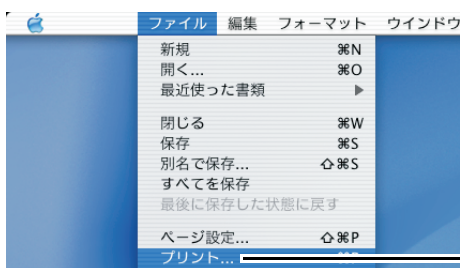 ファイル 編集 フォーマット ウインドウ
新規 ⌘N
開く... ⌘O
最近使った書類 ▶
閉じる ⌘W
保存 ⌘S
別名で保存... ⇧⌘S
すべてを保存
最後に保存した状態に戻す
ページ設定... ⇧⌘P
プリント...